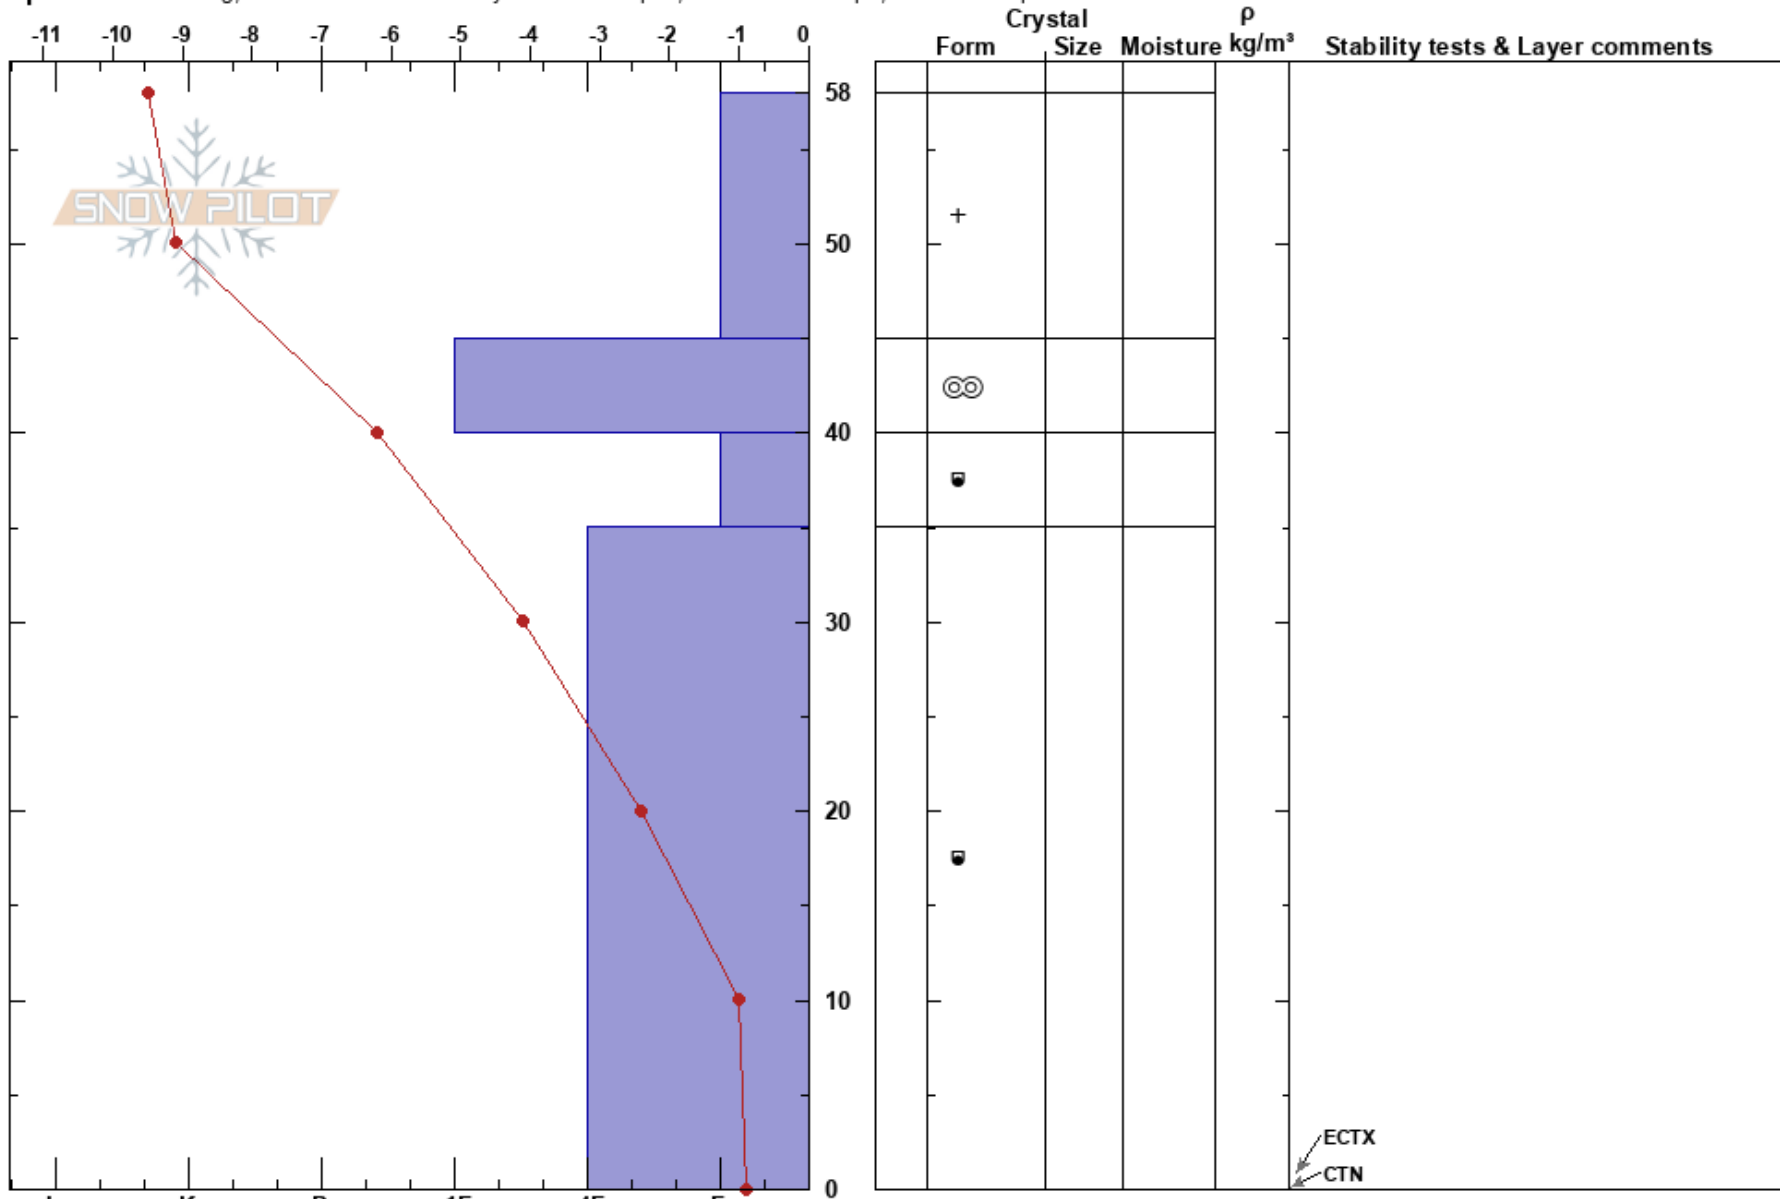 Crystal
ρ
-11 -10 -9 -8 -7 -6 -5 -4 -3 -2 -1 0
Form Size Moisture kg/m³ Stability tests & Layer comments
58
SNOW PILOT
50
40
30
20
10
ECTX
CTN
0